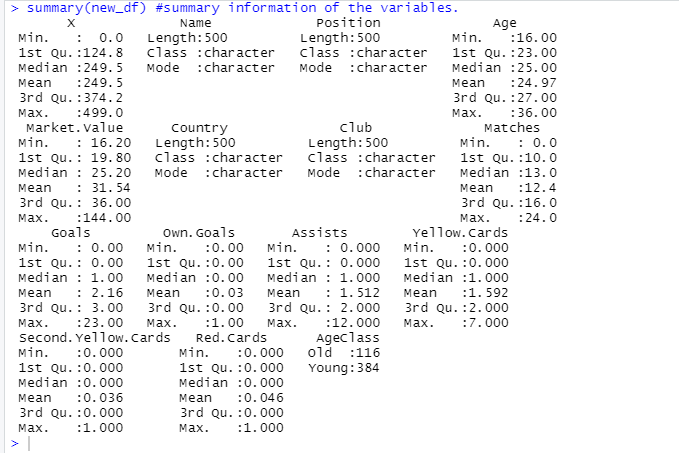 > summary(new_df) #summary information of the variables.
X Name Position Age
Min. : 0.0 Length:500 Length:500 Min. :16.00
1st Qu.:124.8 Class :character Class :character 1st Qu.:23.00
Median :249.5 Mode :character Mode :character Median :25.00
Mean :249.5 Mean :24.97
3rd Qu.:374.2 3rd Qu.:27.00
Max. :499.0 Max. :36.00
Market.Value Country Club Matches
Min. : 16.20 Length:500 Length:500 Min. : 0.0
1st Qu.: 19.80 Class :character Class :character 1st Qu.:10.0
Median : 25.20 Mode :character Mode :character Median :13.0
Mean : 31.54 Mean :12.4
3rd Qu.: 36.00 3rd Qu.:16.0
Max. :144.00 Max. :24.0
Goals Own.Goals Assists Yellow.Cards
Min. : 0.00 Min. :0.00 Min. : 0.000 Min. :0.000
1st Qu.: 0.00 1st Qu.:0.00 1st Qu.: 0.000 1st Qu.:0.000
Median : 1.00 Median :0.00 Median : 1.000 Median :1.000
Mean : 2.16 Mean :0.03 Mean : 1.512 Mean :1.592
3rd Qu.: 3.00 3rd Qu.:0.00 3rd Qu.: 2.000 3rd Qu.:2.000
Max. :23.00 Max. :1.00 Max. :12.000 Max. :7.000
Second.Yellow.Cards Red.Cards AgeClass
Min. :0.000 Min. :0.000 Old :116
1st Qu.:0.000 1st Qu.:0.000 Young:384
Median :0.000 Median :0.000
Mean :0.036 Mean :0.046
3rd Qu.:0.000 3rd Qu.:0.000
Max. :1.000 Max. :1.000
>